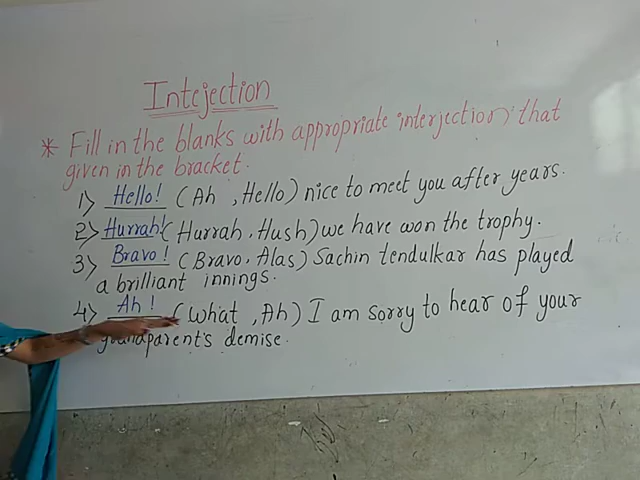 Intejection
* Fill in the blanks with appropriate interjection that
given in the bracket.
1) Hello! (Ah, Hello) nice to meet you after years.
2) Hurrah! (Hurrah, Hush) we have won the trophy.
3) Bravo! (Bravo, Alas) Sachin tendulkar has played
a brilliant innings.
4) Ah! (What, Ah) I am sorry to hear of your
grandparent's demise.